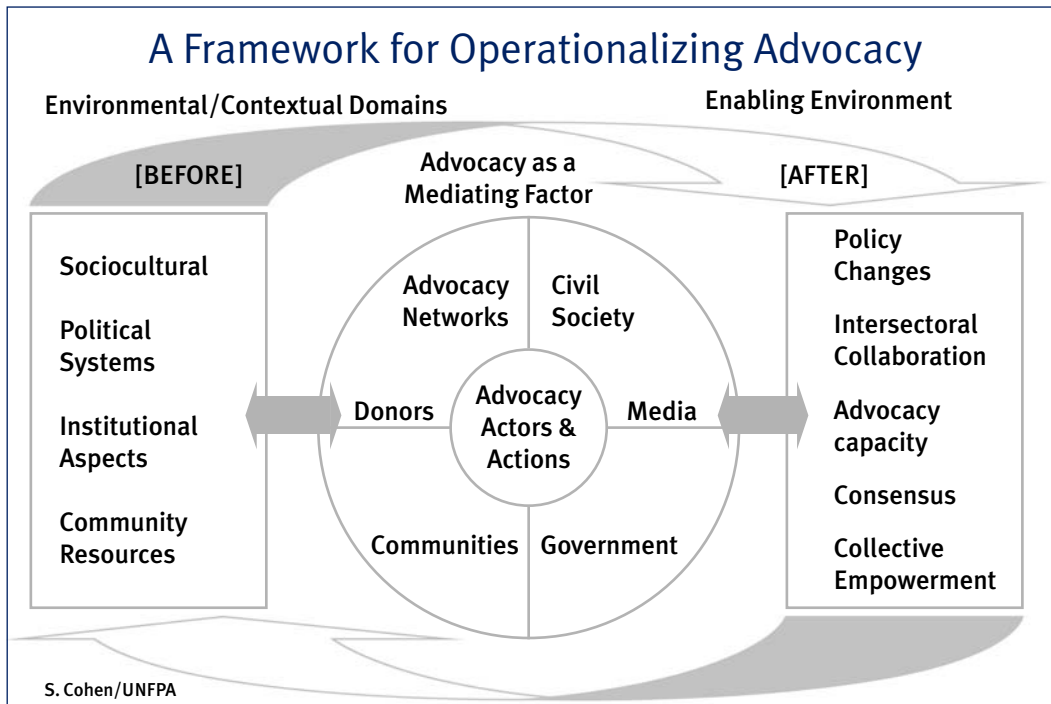 A Framework for Operationalizing Advocacy
Environmental/Contextual Domains
Enabling Environment
[BEFORE]
Advocacy as a
Mediating Factor
[AFTER]
Sociocultural
Political
Systems
Institutional
Aspects
Community
Resources
Advocacy
Networks
Civil
Society
Donors
Advocacy
Actors &
Actions
Media
Communities
Government
Policy
Changes
Intersectoral
Collaboration
Advocacy
capacity
Consensus
Collective
Empowerment
S. Cohen/UNFPA